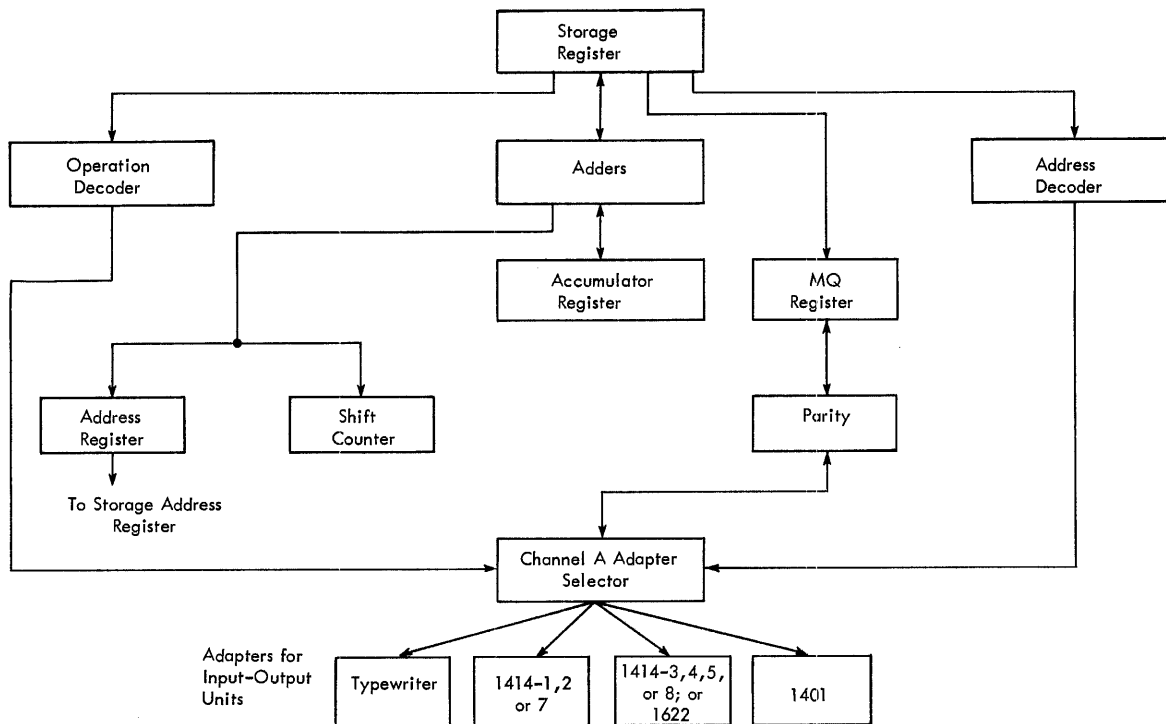 Storage
Register
Operation
Decoder
Adders
Address
Decoder
Accumulator
Register
MQ
Register
Address
Register
Shift
Counter
Parity
To Storage Address
Register
Channel A Adapter
Selector
Adapters for
Input-Output
Units
Typewriter
1414-1,2
or 7
1414-3,4,5,
or 8; or
1622
1401